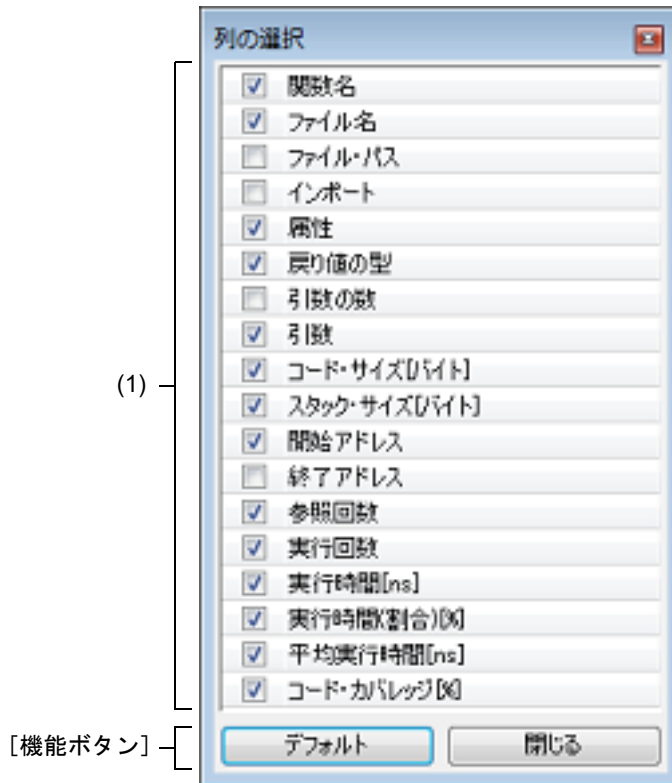 列の選択
関数名
ファイル名
ファイル・パス
インポート
属性
戻り値の型
引数の数
引数
(1)
コード・サイズ[バイト]
スタック・サイズ[バイト]
開始アドレス
終了アドレス
参照回数
実行回数
実行時間[ns]
実行時間(割合)[%]
平均実行時間[ns]
コード・カバレッジ[%]
［機能ボタン］
デフォルト
閉じる